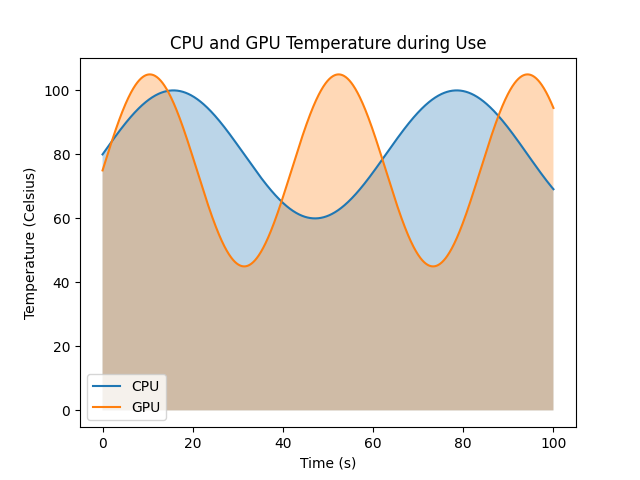 CPU and GPU Temperature during Use
Temperature (Celsius)
100
80
60
40
20
0
CPU
GPU
0 20 40 60 80 100
Time (s)